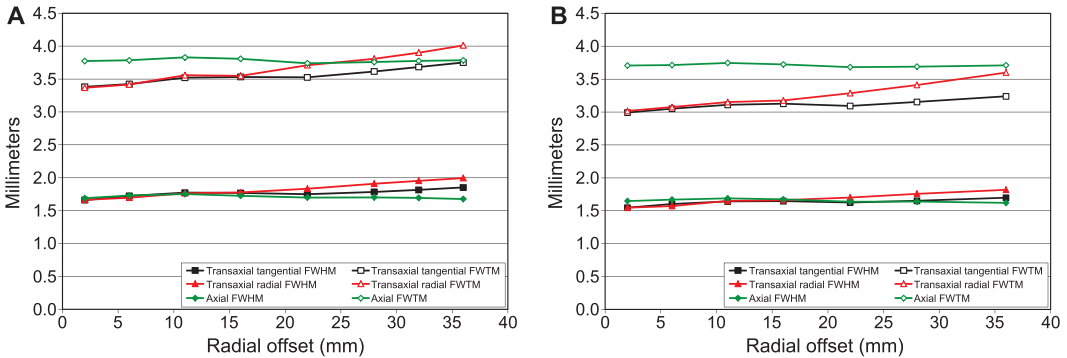 A
4.5
4.0
3.5
3.0
2.5
2.0
1.5
1.0
0.5
0.0
Millimeters
Transaxial tangential FWHM
Transaxial tangential FWTM
Transaxial radial FWHM
Transaxial radial FWTM
Axial FWHM
Axial FWTM
0 5 10 15 20 25 30 35 40
Radial offset (mm)
B
4.5
4.0
3.5
3.0
2.5
2.0
1.5
1.0
0.5
0.0
Millimeters
Transaxial tangential FWHM
Transaxial tangential FWTM
Transaxial radial FWHM
Transaxial radial FWTM
Axial FWHM
Axial FWTM
0 5 10 15 20 25 30 35 40
Radial offset (mm)